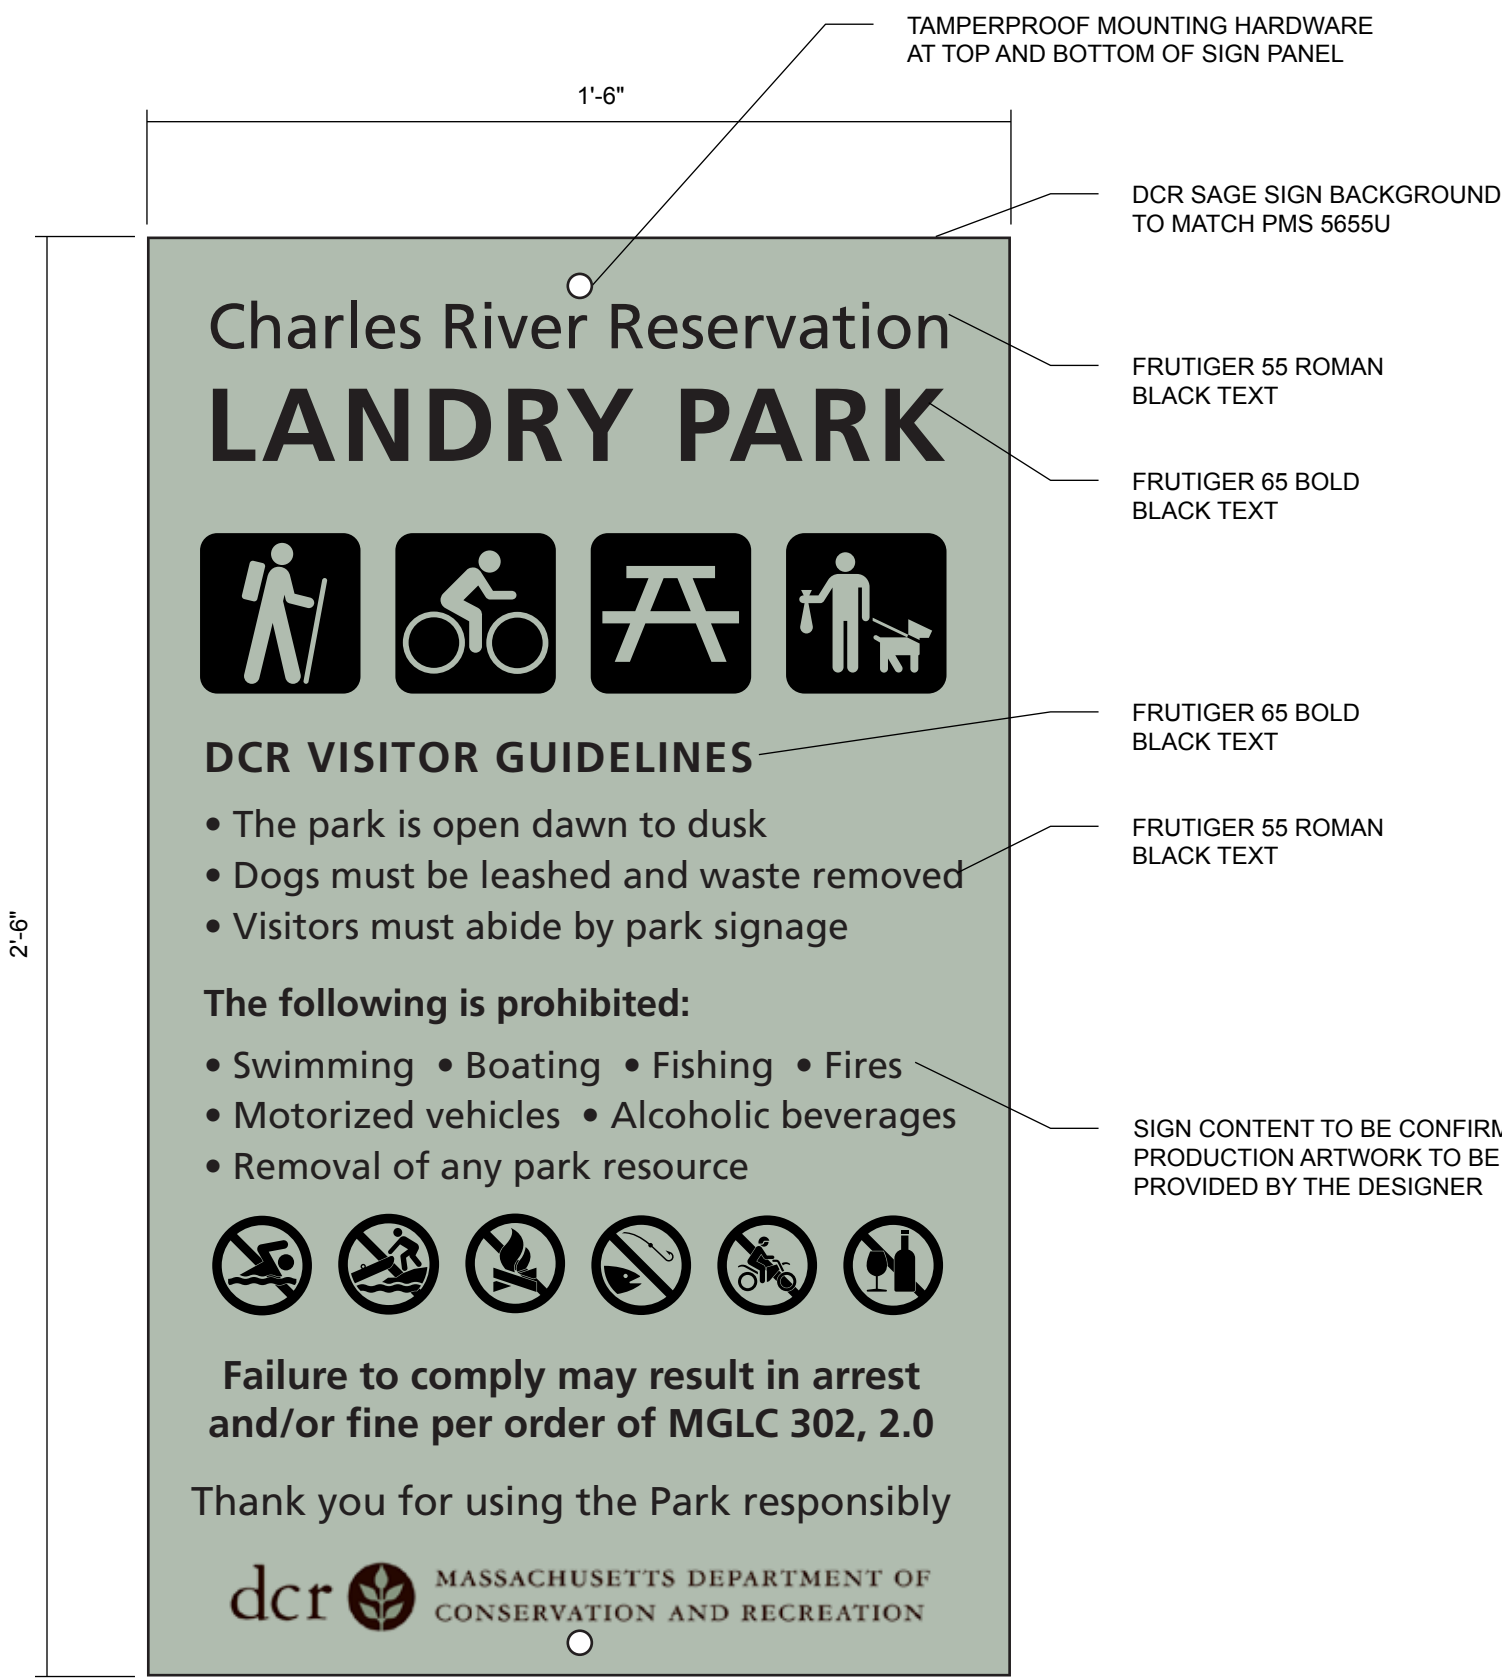 TAMPERPROOF MOUNTING HARDWARE
AT TOP AND BOTTOM OF SIGN PANEL
1'-6"
DCR SAGE SIGN BACKGROUND
TO MATCH PMS 5655U
Charles River Reservation
FRUTIGER 55 ROMAN
BLACK TEXT
LANDRY PARK
FRUTIGER 65 BOLD
BLACK TEXT
DCR VISITOR GUIDELINES
FRUTIGER 65 BOLD
BLACK TEXT
• The park is open dawn to dusk
• Dogs must be leashed and waste removed
• Visitors must abide by park signage
FRUTIGER 55 ROMAN
BLACK TEXT
2'-6"
The following is prohibited:
• Swimming • Boating • Fishing • Fires
• Motorized vehicles • Alcoholic beverages
• Removal of any park resource
SIGN CONTENT TO BE
PRODUCTION ARTWORK TO BE
PROVIDED BY THE DESIGNER
Failure to comply may result in arrest
and/or fine per order of MGLC 302, 2.0
Thank you for using the Park responsibly
dcr
MASSACHUSETTS DEPARTMENT OF
CONSERVATION AND RECREATION